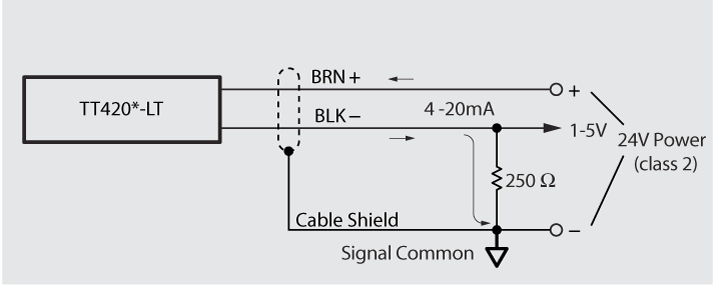 BRN +
TT420*-LT
BLK −
4 -20mA
+
1-5V
24V Power
(class 2)
250 Ω
Cable Shield
−
Signal Common